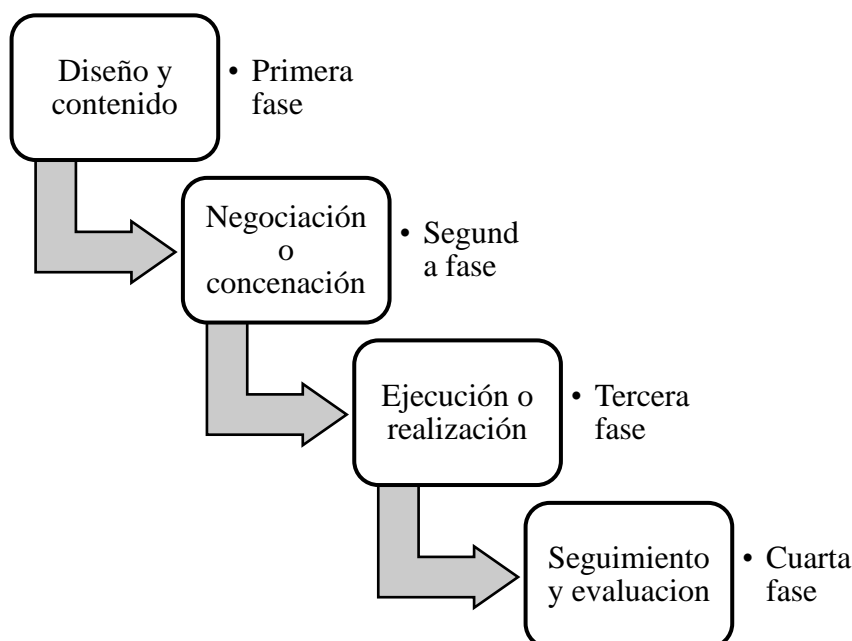 Diseño y
contenido
• Primera
fase
Negociación
o
concenación
• Segund
a fase
Ejecución o
realización
• Tercera
fase
Seguimiento
y evaluacion
• Cuarta
fase